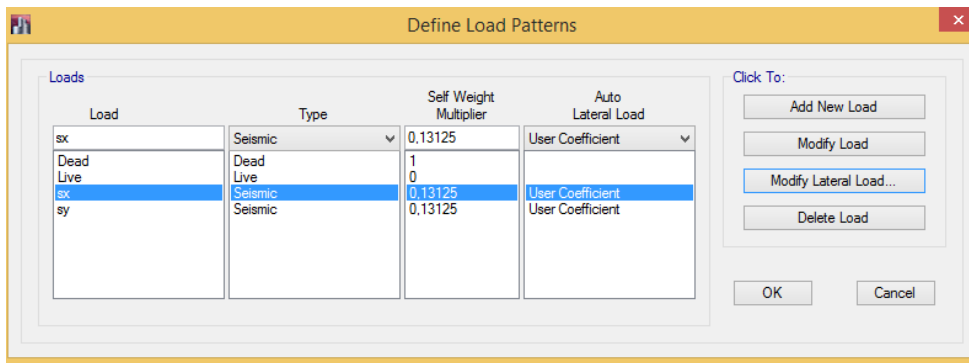 Define Load Patterns
Loads
Click To:
Load Type Self Weight Multiplier Auto Lateral Load
sx Seismic 0,13125 User Coefficient
Dead Dead 1
Live Live 0
sx Seismic 0,13125 User Coefficient
sy Seismic 0,13125 User Coefficient
Add New Load
Modify Load
Modify Lateral Load...
Delete Load
OK Cancel